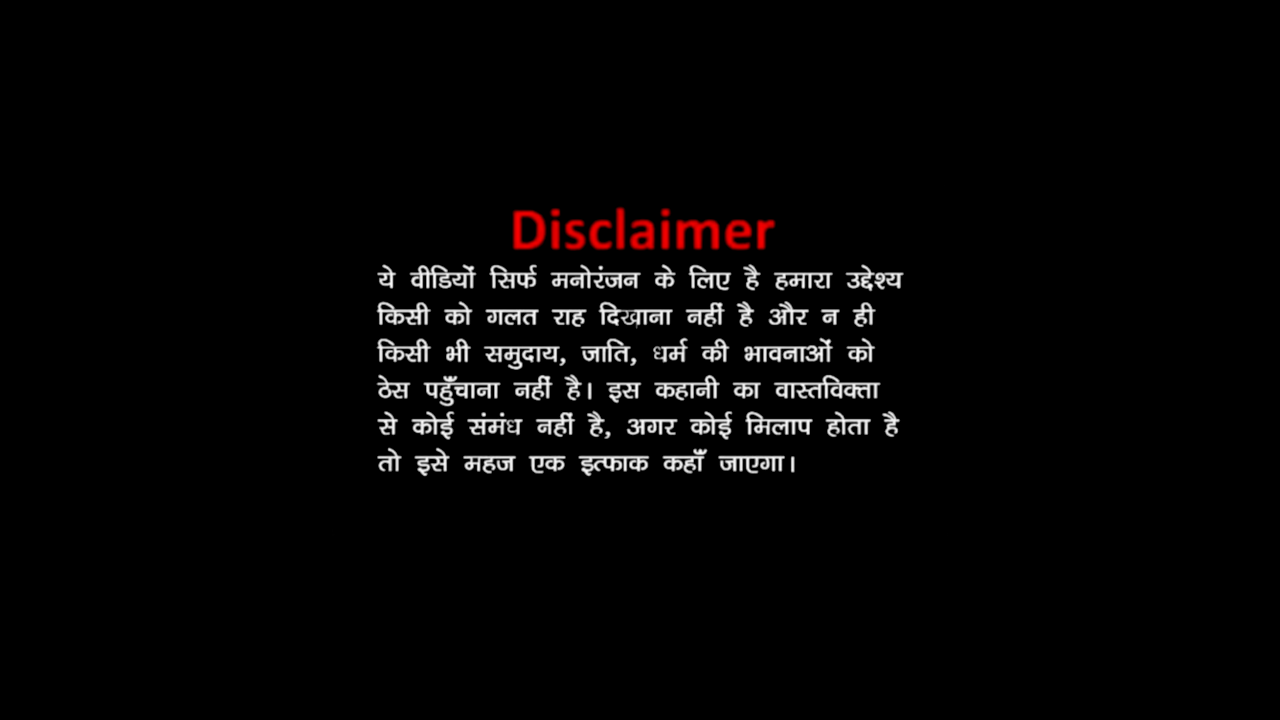 Disclaimer
ये वीडियों सिर्फ मनोरंजन के लिए है हमारा उद्देश्य
किसी को गलत राह दिखाना नहीं है और न ही
किसी भी समुदाय, जाति, धर्म की भावनाओं को
ठेस पहुँचाना नहीं है। इस कहानी का वास्तविक्ता
से कोई संमंध नहीं है, अगर कोई मिलाप होता है
तो इसे महज एक इत्फाक कहाँ जाएगा।